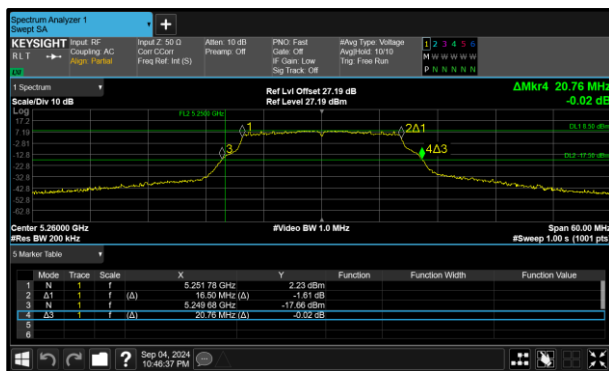 Spectrum Analyzer 1
Swept SA
KEYSIGHT Input: RF Input Z: 50 Ω Atten: 10 dB PNO: Fast #Avg Type: Voltage 1 2 3 4 5 6
R L T Coupling: AC Corr CCorr Preamp: Off Gate: Off Avg|Hold: 10/10 M W W W W W
Align: Partial Freq Ref: Int (S) IF Gain: Low Trig: Free Run P N N N N N
Sig Track: Off
1 Spectrum Ref Lvl Offset 27.19 dB ΔMkr4 20.76 MHz
Scale/Div 10 dB Ref Level 27.19 dBm -0.02 dB
Log
17.2 FL2 5.2500 GHz
7.19 1 2Δ1 DL1 8.50 dBm
-2.81
-12.8 3 4Δ3
-22.8 DL2 -17.50 dBm
-32.8
-42.8
-52.8
-62.8
Center 5.26000 GHz #Video BW 1.0 MHz Span 60.00 MHz
#Res BW 200 kHz #Sweep 1.00 s (1001 pts)
5 Marker Table
Mode Trace Scale X Y Function Function Width Function Value
1 N 1 f 5.251 78 GHz 2.23 dBm
2 Δ1 1 f (Δ) 16.50 MHz (Δ) -1.61 dB
3 N 1 f 5.249 68 GHz -17.66 dBm
4 Δ3 1 f (Δ) 20.76 MHz (Δ) -0.02 dB
5
6
? Sep 04, 2024
10:46:37 PM